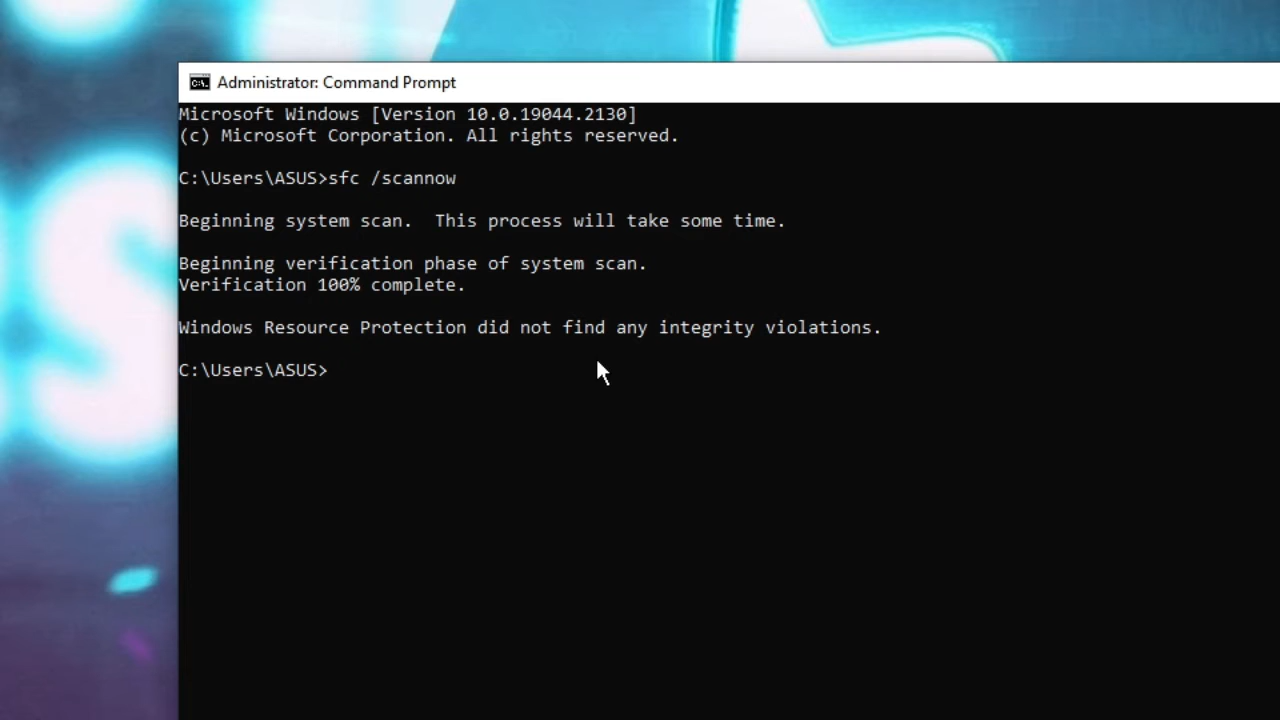 Administrator: Command Prompt
Microsoft Windows [Version 10.0.19044.2130]
(c) Microsoft Corporation. All rights reserved.
C:\Users\ASUS>sfc /scannow
Beginning system scan.  This process will take some time.
Beginning verification phase of system scan.
Verification 100% complete.
Windows Resource Protection did not find any integrity violations.
C:\Users\ASUS>